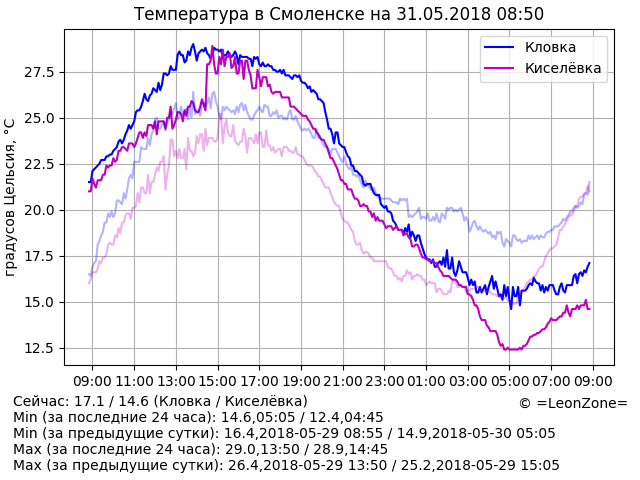 Температура в Смоленске на 31.05.2018 08:50
Кловка
Киселёвка
градусов Цельсия, °C
27.5
25.0
22.5
20.0
17.5
15.0
12.5
09:00 11:00 13:00 15:00 17:00 19:00 21:00 23:00 01:00 03:00 05:00 07:00 09:00
Сейчас: 17.1 / 14.6 (Кловка / Киселёвка)
© =LeonZone=
Min (за последние 24 часа): 14.6,05:05 / 12.4,04:45
Min (за предыдущие сутки): 16.4,2018-05-29 08:55 / 14.9,2018-05-30 05:05
Max (за последние 24 часа): 29.0,13:50 / 28.9,14:45
Max (за предыдущие сутки): 26.4,2018-05-29 13:50 / 25.2,2018-05-29 15:05